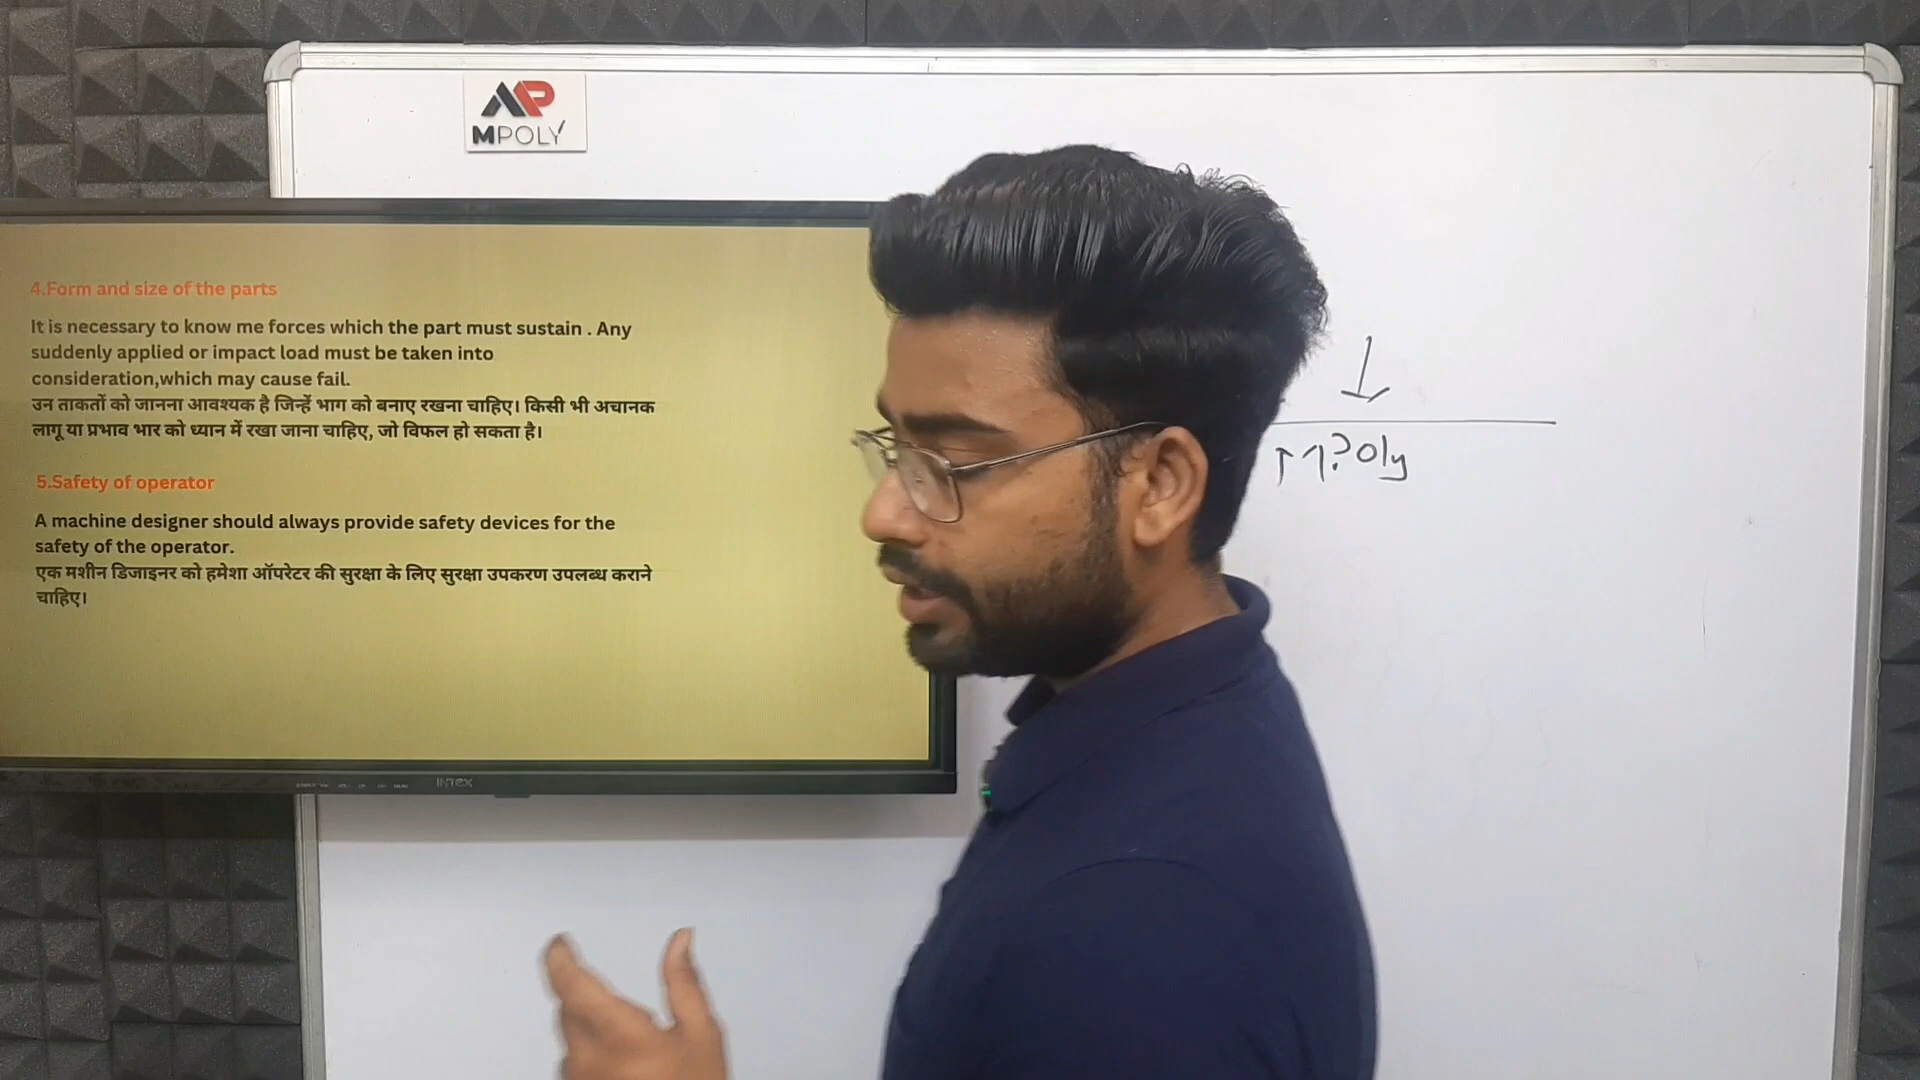 MPOLY
4.Form and size of the parts
It is necessary to know me forces which the part must sustain . Any
suddenly applied or impact load must be taken into
consideration,which may cause fail.
उन ताकतों को जानना आवश्यक है जिन्हें भाग को बनाए रखना चाहिए। किसी भी अचानक
लागू या प्रभाव भार को ध्यान में रखा जाना चाहिए, जो विफल हो सकता है।
5.Safety of operator
A machine designer should always provide safety devices for the
safety of the operator.
एक मशीन डिजाइनर को हमेशा ऑपरेटर की सुरक्षा के लिए सुरक्षा उपकरण उपलब्ध कराने
चाहिए।
INTEX